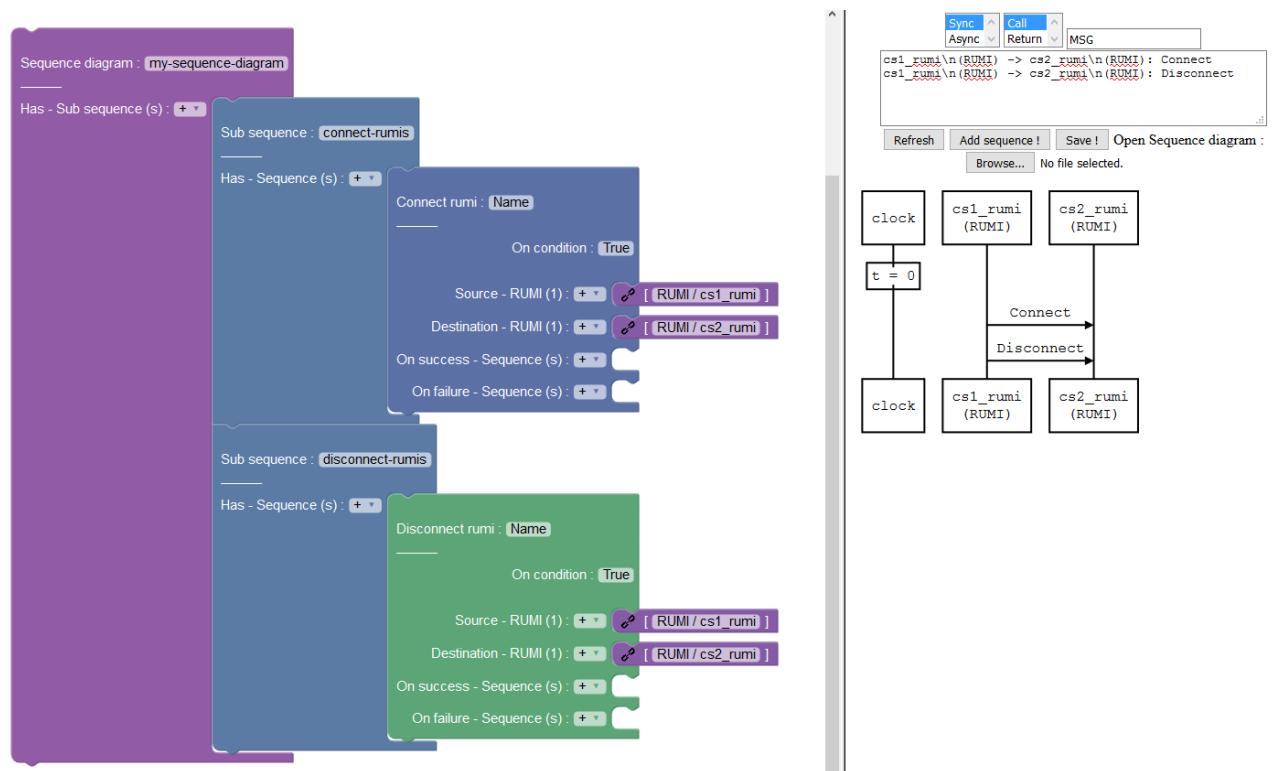 Sequence diagram : my-sequence-diagram
Has - Sub sequence (s) : +
Sub sequence : connect-rumis
Has - Sequence (s) : +
Connect rumi : Name
On condition : True
Source - RUMI (1) : + [ RUMI / cs1_rumi ]
Destination - RUMI (1) : + [ RUMI / cs2_rumi ]
On success - Sequence (s) : +
On failure - Sequence (s) : +
Sub sequence : disconnect-rumis
Has - Sequence (s) : +
Disconnect rumi : Name
On condition : True
Source - RUMI (1) : + [ RUMI / cs1_rumi ]
Destination - RUMI (1) : + [ RUMI / cs2_rumi ]
On success - Sequence (s) : +
On failure - Sequence (s) : +
Sync Call
Async Return MSG
cs1_rumi\n(RUMI) -> cs2_rumi\n(RUMI): Connect
cs1_rumi\n(RUMI) -> cs2_rumi\n(RUMI): Disconnect
Refresh Add sequence ! Save ! Open Sequence diagram :
Browse... No file selected.
clock
cs1_rumi
(RUMI)
cs2_rumi
(RUMI)
t = 0
Connect
Disconnect
clock
cs1_rumi
(RUMI)
cs2_rumi
(RUMI)